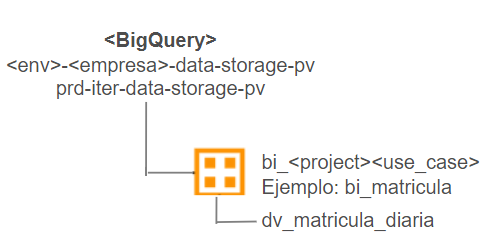 <BigQuery>
<env>-<empresa>-data-storage-pv
prd-iter-data-storage-pv
bi_<project><use_case>
Ejemplo: bi_matricula
dv_matricula_diaria